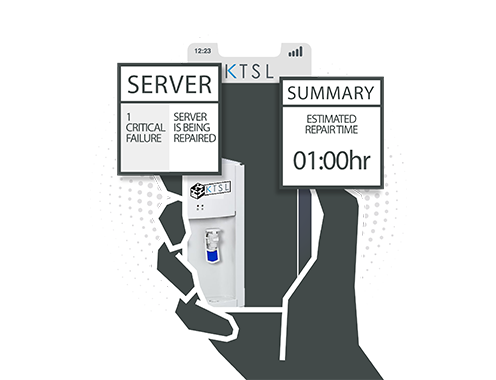 12:23
KTSL
SERVER
1
CRITICAL
FAILURE
SERVER
IS BEING
REPAIRED
SUMMARY
ESTIMATED
REPAIR TIME
01:00hr
KTSL